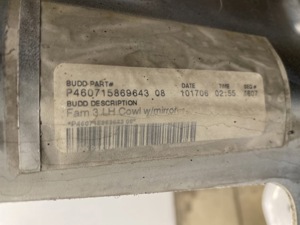 BUDD PART# DATE TIME
P460715869643 08 101706 02:55
BUDD DESCRIPTION
Fam 3 LH Cowl w/mirror